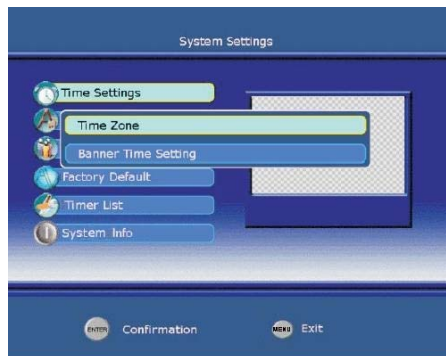 System Settings
Time Settings
Time Zone
Banner Time Setting
Factory Default
Timer List
System Info
ENTER Confirmation MENU Exit